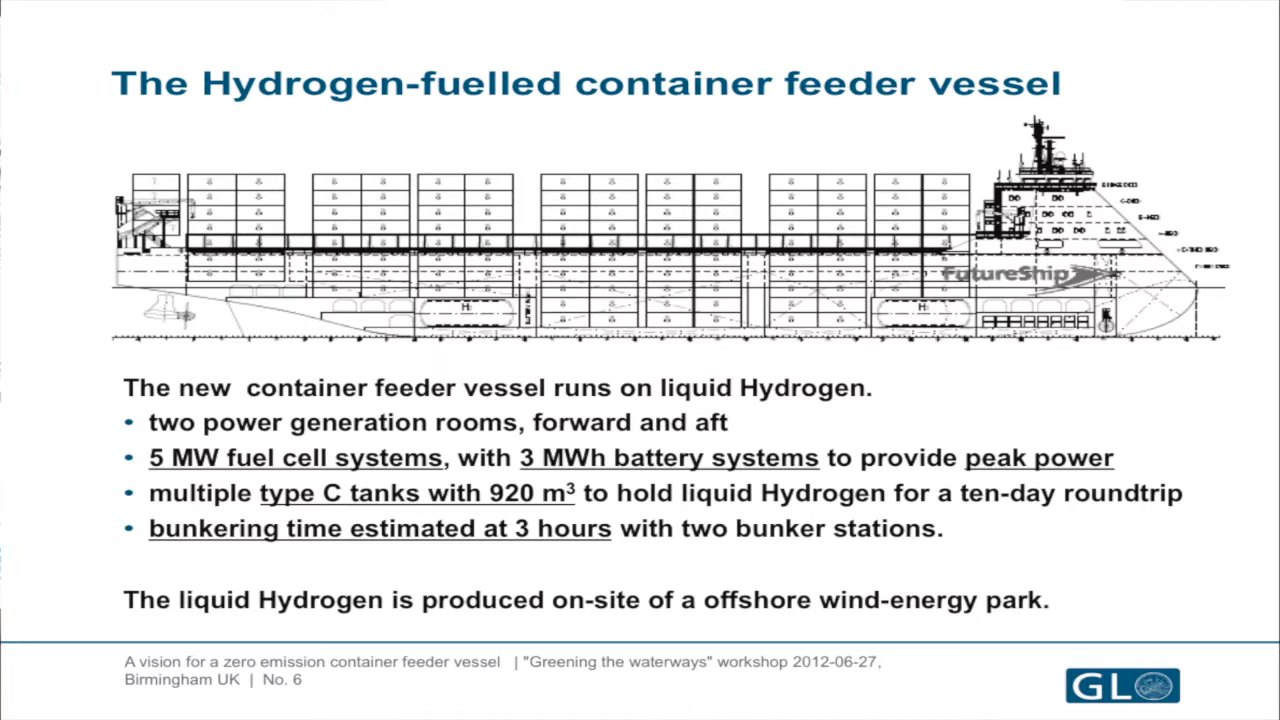 The Hydrogen-fuelled container feeder vessel
FutureShip
H
H
The new  container feeder vessel runs on liquid Hydrogen.
• two power generation rooms, forward and aft
• 5 MW fuel cell systems, with 3 MWh battery systems to provide peak power
• multiple type C tanks with 920 m³ to hold liquid Hydrogen for a ten-day roundtrip
• bunkering time estimated at 3 hours with two bunker stations.
The liquid Hydrogen is produced on-site of a offshore wind-energy park.
A vision for a zero emission container feeder vessel   | "Greening the waterways" workshop 2012-06-27,
Birmingham UK  |  No. 6
GL